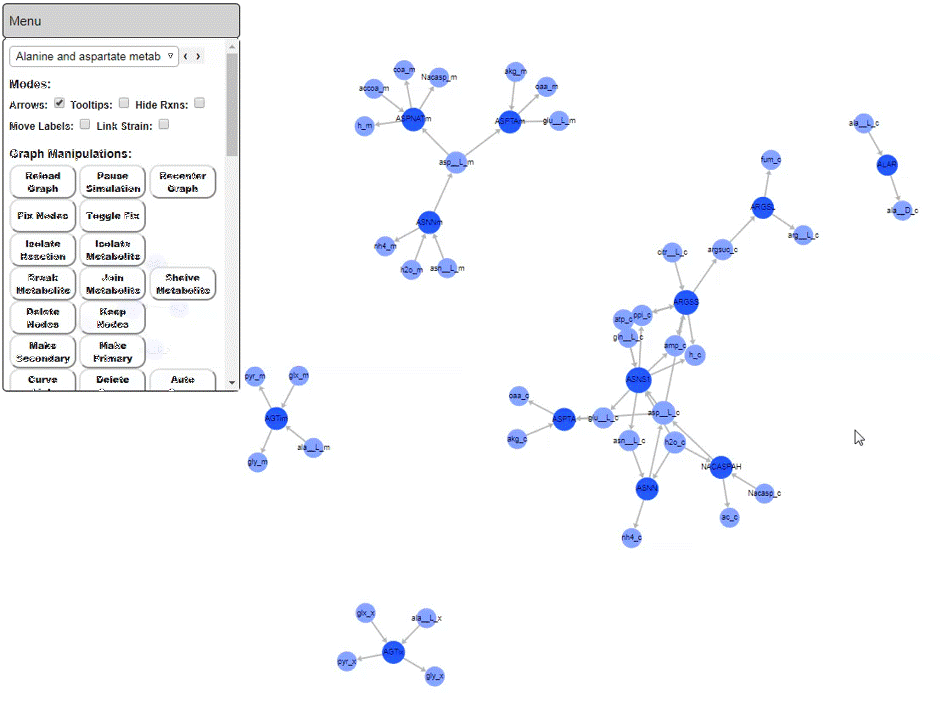 Menu
Alanine and aspartate metab
Modes:
Arrows: Tooltips: Hide Rxns:
Move Labels: Link Strain:
Graph Manipulations:
Reload Graph
Pause Simulation
Recenter Graph
Fix Nodes
Toggle Fix
Isolate Reaction
Isolate Metabolite
Break Metabolite
Join Metabolites
Shelve Metabolites
Delete Nodes
Keep Nodes
Make Secondary
Make Primary
Curve
Delete
Auto
coa_m
accoa_m
Nacasp_m
h_m
ASPNATm
akg_m
oaa_m
ASPTAm
glu__L_m
asp__L_m
ASNNm
nh4_m
h2o_m
asn__L_m
ala__L_c
ALAR
ala__D_c
fum_c
ARGSL
arg__L_c
argsuc_c
citr__L_c
ARGSS
atp_c
ppi_c
gln__L_c
amp_c
h_c
ASNS1
oaa_c
ASPTA
glu__L_c
asp__L_c
akg_c
asn__L_c
h2o_c
NACASPAH
ASNN
Nacasp_c
ac_c
nh4_c
pyr_m
glx_m
AGTim
ala__L_m
gly_m
glx_x
ala__L_x
AGTix
pyr_x
gly_x